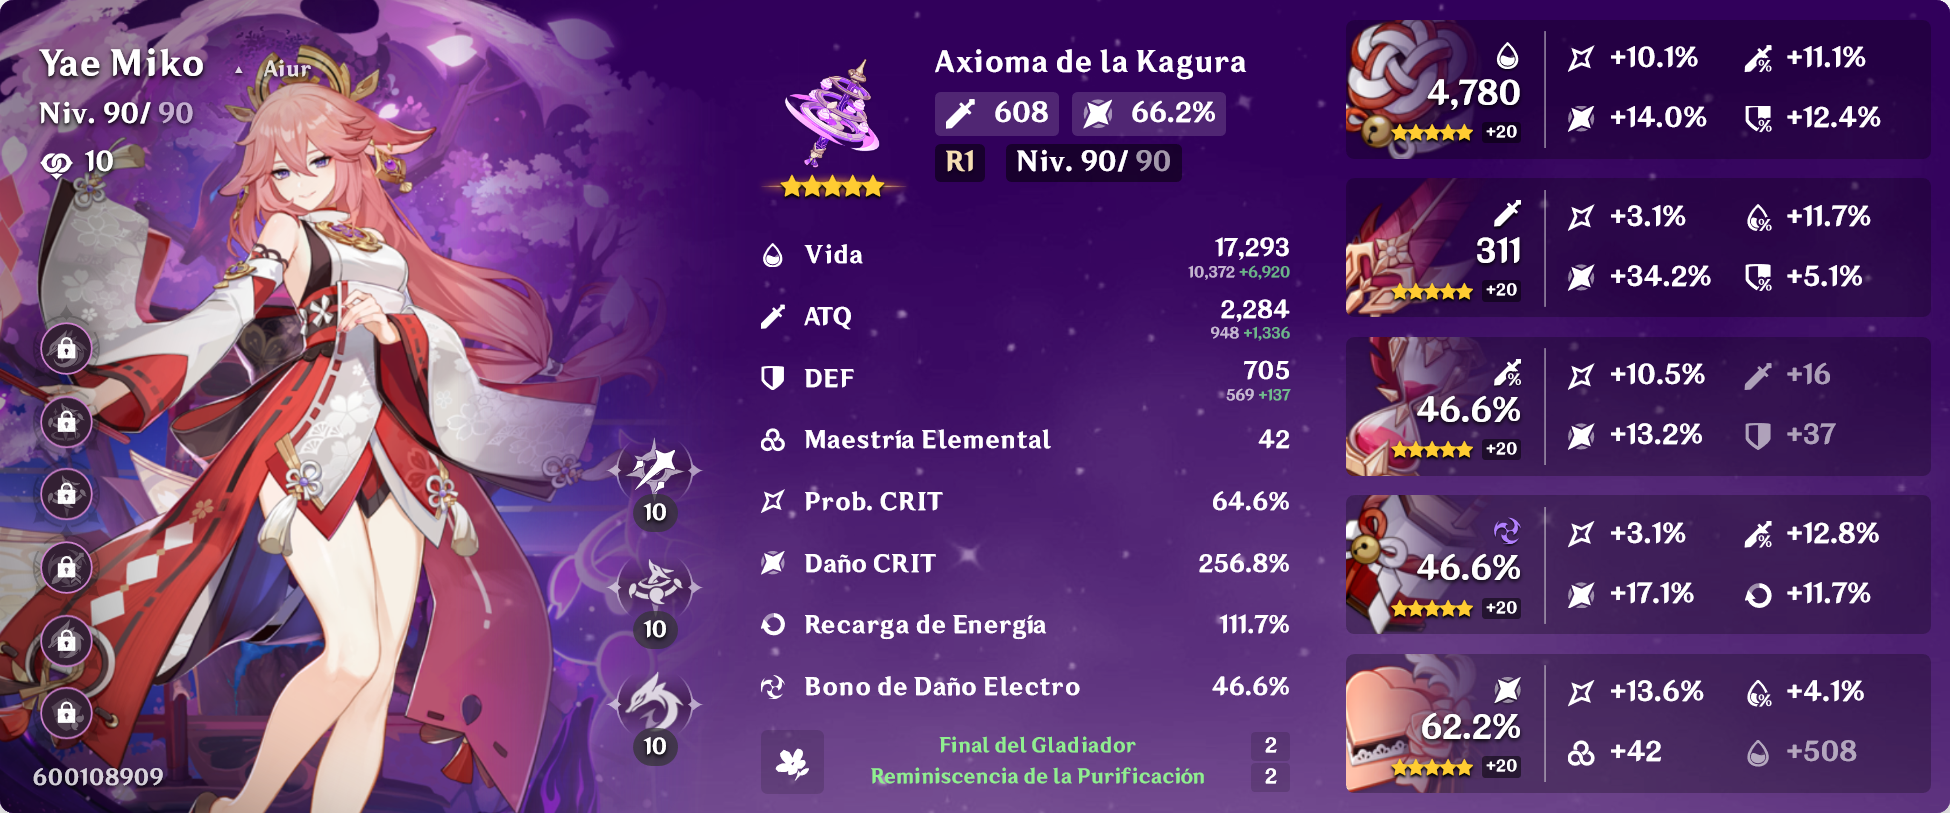 Yae Miko ▲ Aiur
Niv. 90/ 90
10
10
10
10
600108909
Axioma de la Kagura
608 66.2%
R1 Niv. 90/ 90
Vida 17,293
10,372 +6,920
ATQ 2,284
948 +1,336
DEF 705
569 +137
Maestría Elemental 42
Prob. CRIT 64.6%
Daño CRIT 256.8%
Recarga de Energía 111.7%
Bono de Daño Electro 46.6%
Final del Gladiador 2
Reminiscencia de la Purificación 2
4,780
+20
+10.1% +11.1%
+14.0% +12.4%
311
+20
+3.1% +11.7%
+34.2% +5.1%
46.6%
+20
+10.5% +16
+13.2% +37
46.6%
+20
+3.1% +12.8%
+17.1% +11.7%
62.2%
+20
+13.6% +4.1%
+42 +508